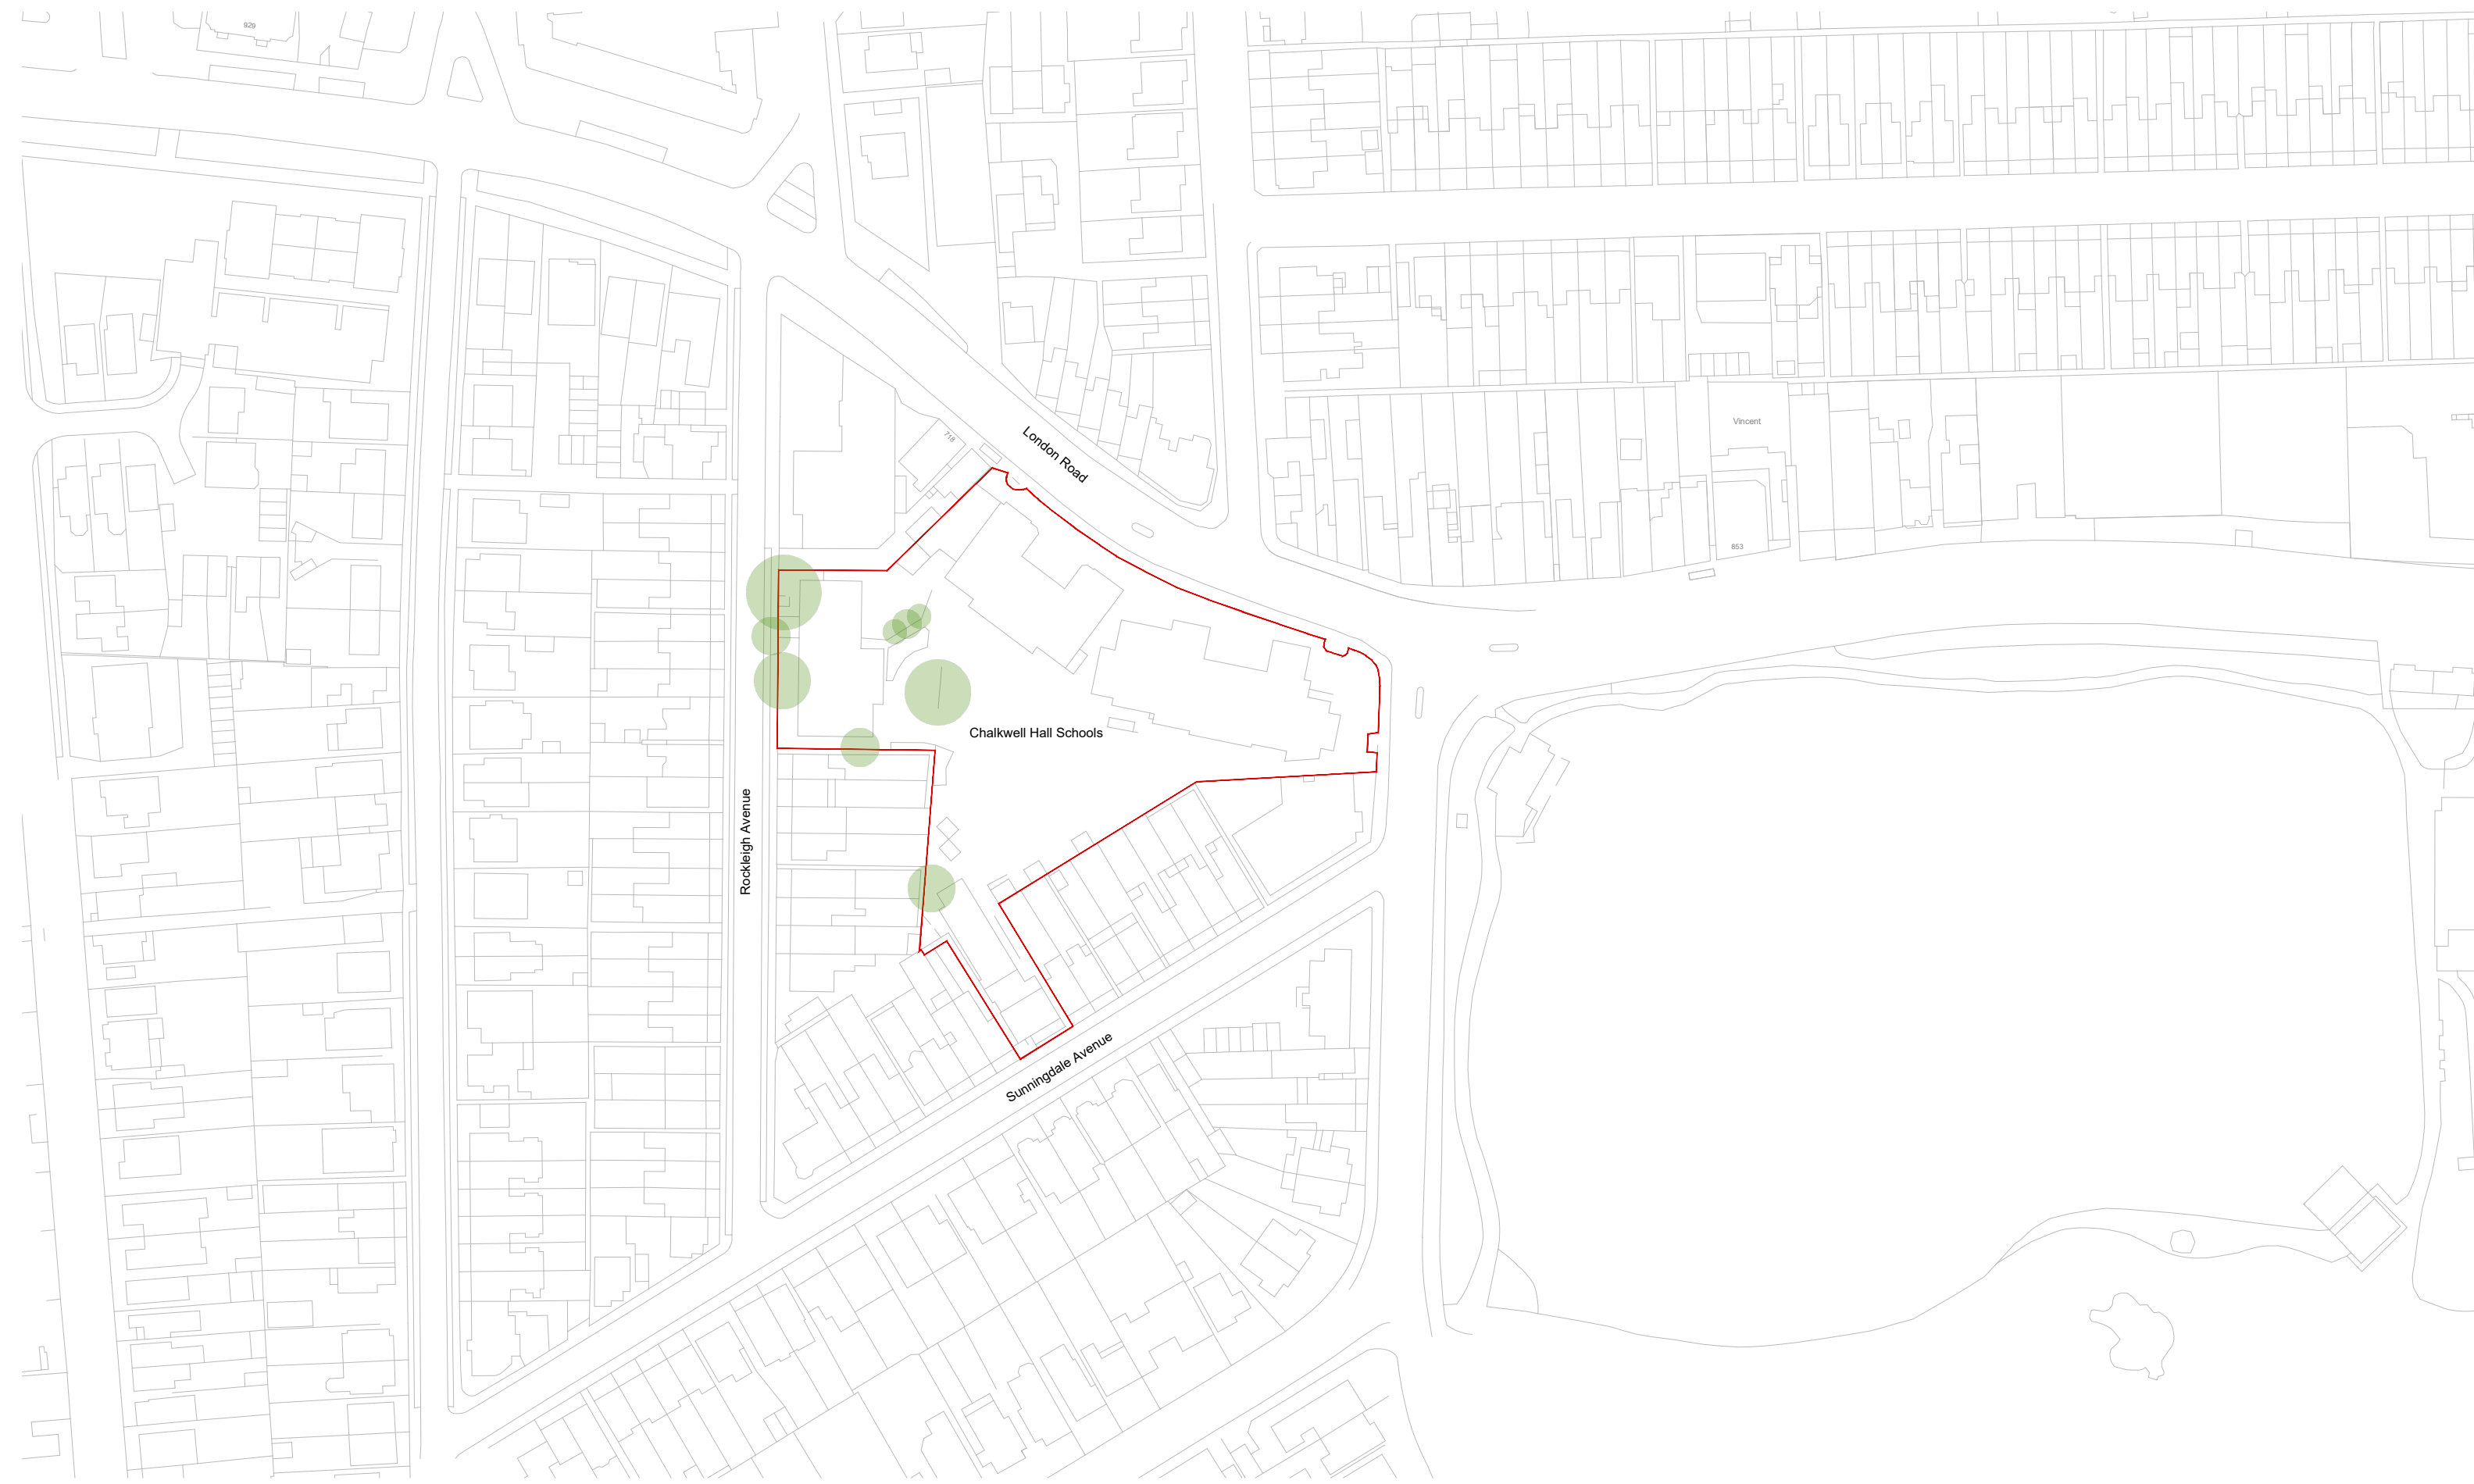 929
718
London Road
Vincent
853
Chalkwell Hall Schools
Rockleigh Avenue
Sunningdale Avenue